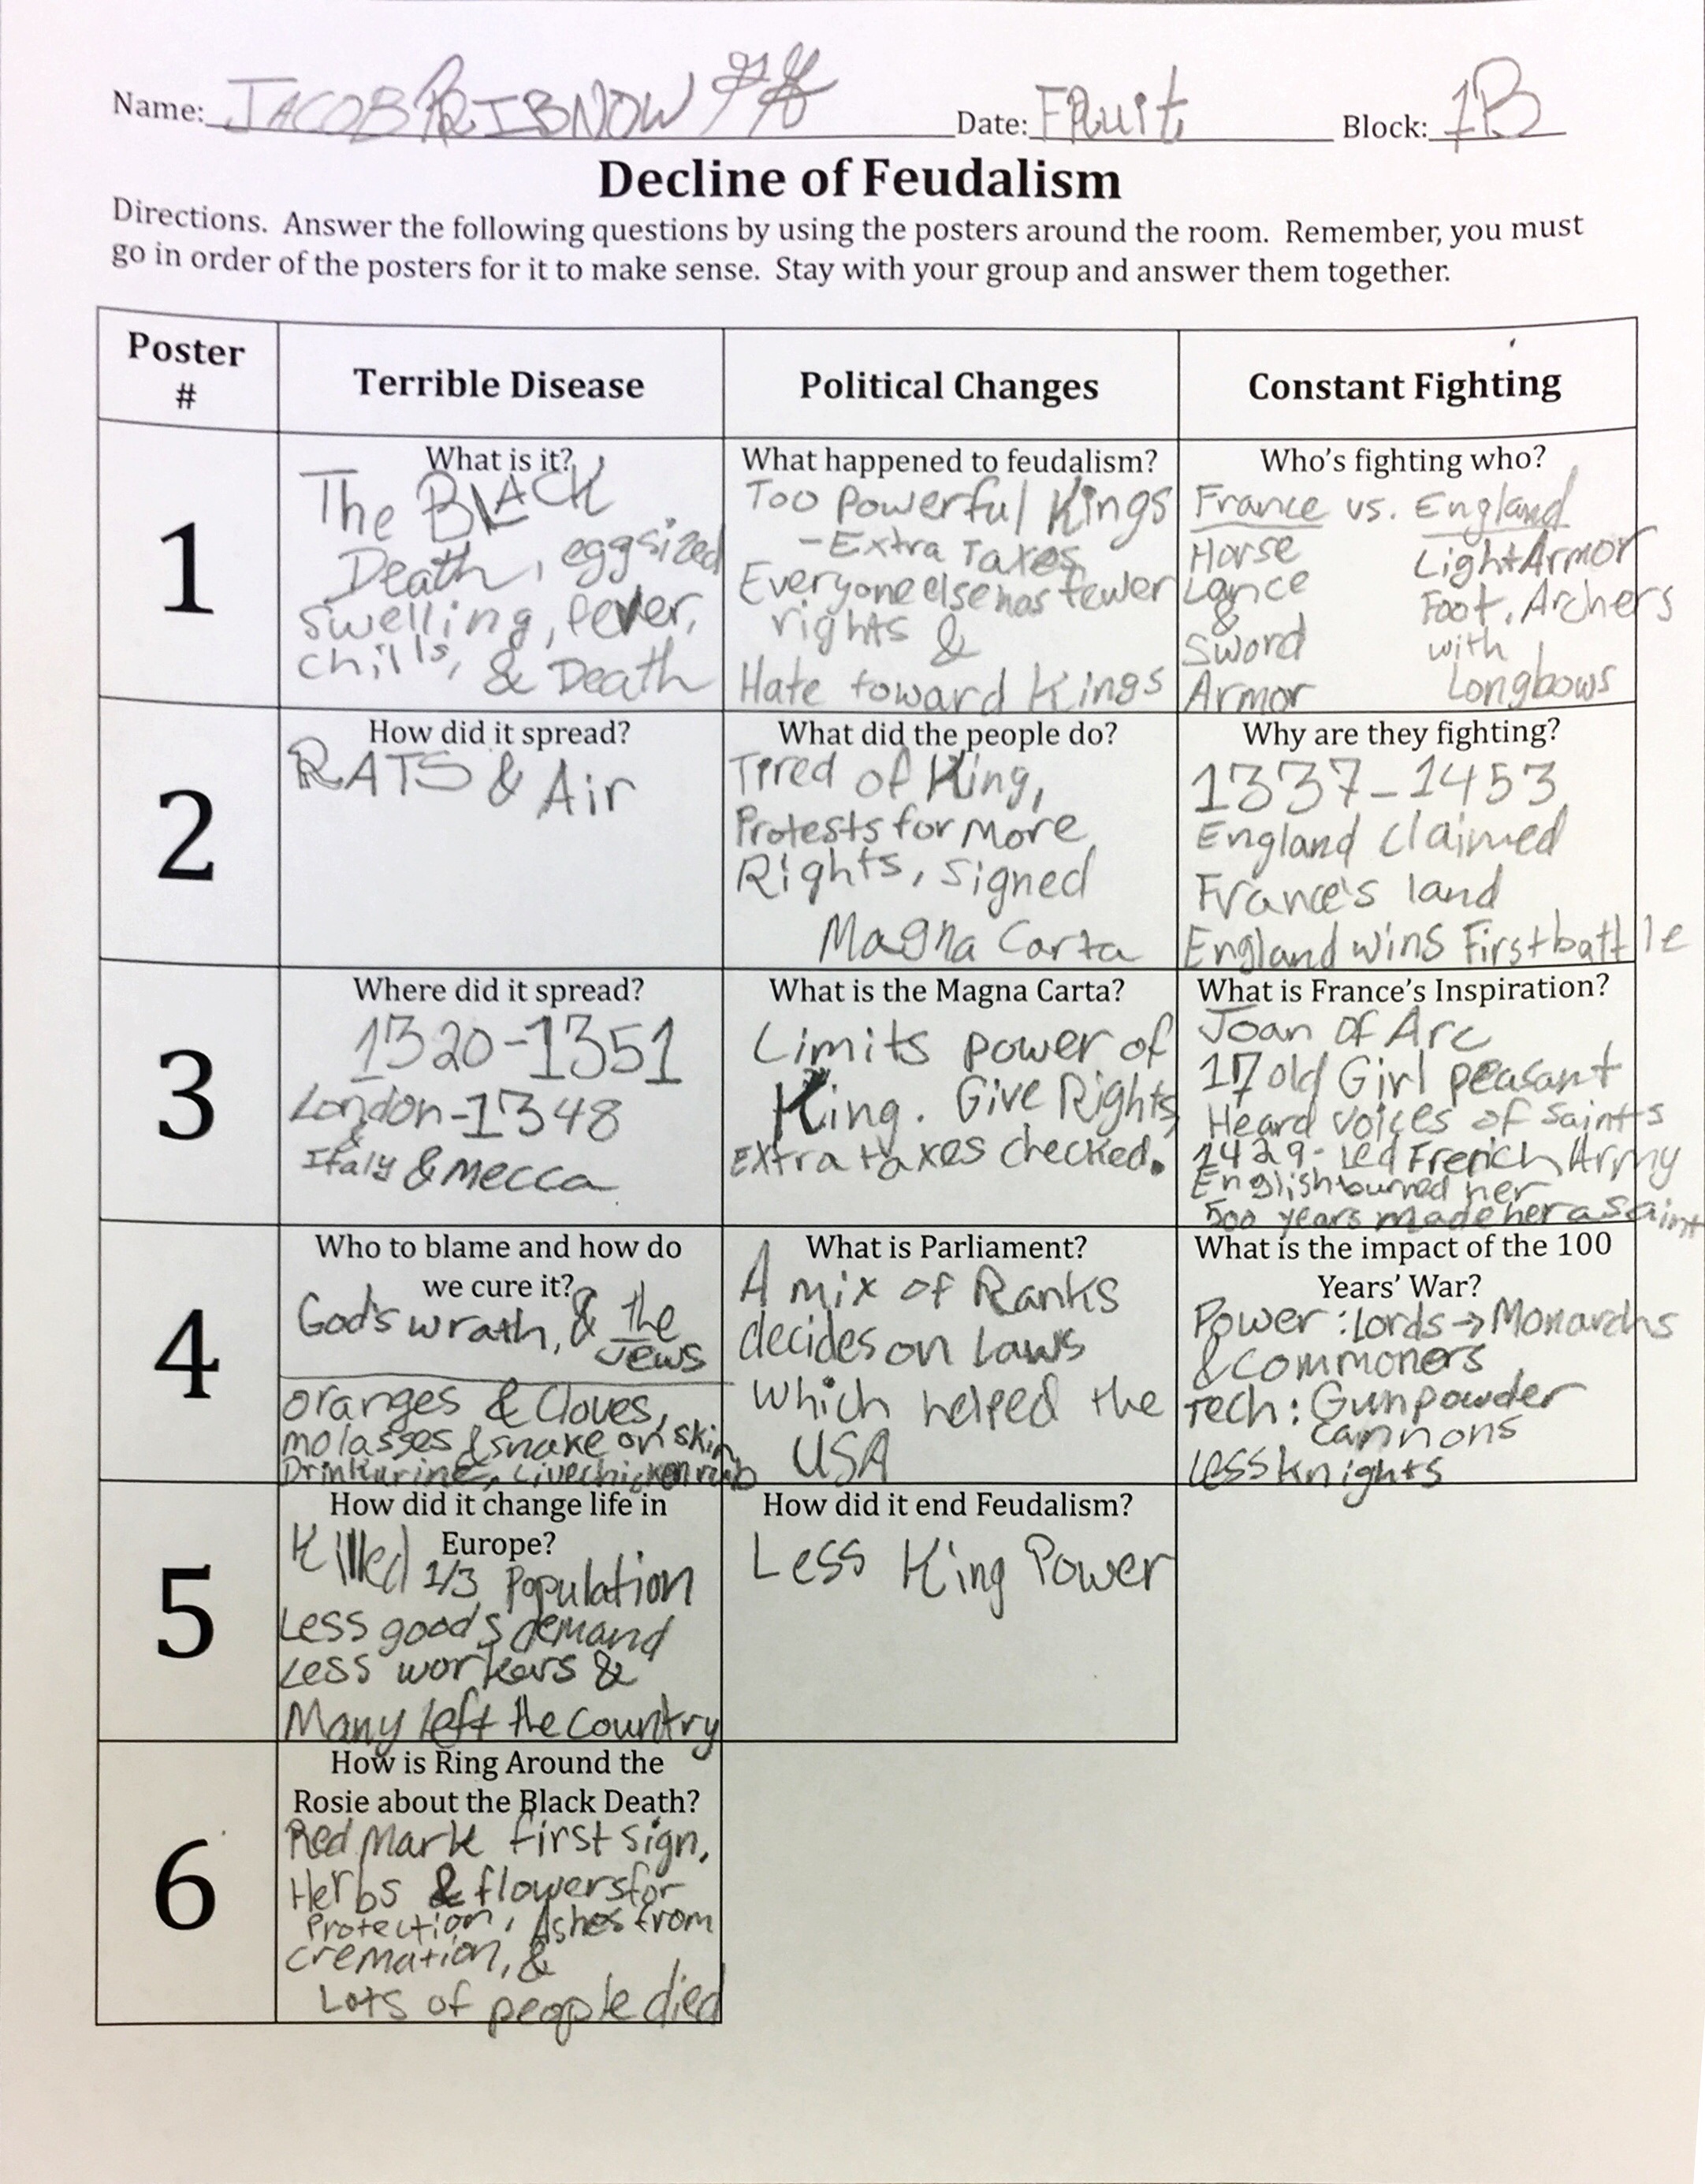 Name: JACOB PRIBNOW Date: FRuit Block: 1B
Decline of Feudalism
Directions. Answer the following questions by using the posters around the room. Remember, you must
go in order of the posters for it to make sense. Stay with your group and answer them together.
Poster
#
Terrible Disease
Political Changes
Constant Fighting
1
What is it?
The BLACK
Death, eggsized
swelling, fever,
chills, & Death
What happened to feudalism?
Too Powerful Kings
-Extra Taxes
Everyone else has fewer
rights &
Hate toward Kings
Who's fighting who?
France vs. England
Horse Light Armor
Lance Foot, Archers
& with
Sword Longbows
Armor
2
How did it spread?
RATS & Air
What did the people do?
Tired of King,
Protests for More
Rights, signed
Magna Carta
Why are they fighting?
1337-1453
England claimed
France's land
England wins First battle
3
Where did it spread?
1320-1351
London-1348
&
Italy & Mecca
What is the Magna Carta?
Limits power of
King. Give Rights
Extra taxes checked.
What is France's Inspiration?
Joan of Arc
17 old Girl peasant
Heard voices of saints
1429- Led French Army
English burned her
500 years made her a saint
4
Who to blame and how do
we cure it?
God's wrath, & the
Jews
oranges & Cloves,
molasses & snake on skin
Drink urine, Live chicken rub
What is Parliament?
A mix of Ranks
decides on Laws
which helped the
USA
What is the impact of the 100
Years' War?
Power: Lords → Monarchs
& commoners
Tech: Gunpowder
cannons
Less knights
5
How did it change life in
Europe?
Killed 1/3 Population
Less goods demand
Less workers &
Many left the country
How did it end Feudalism?
Less King Power
6
How is Ring Around the
Rosie about the Black Death?
Red Mark first sign,
Herbs & flowers for
Protection, Ashes from
cremation, &
Lots of people died